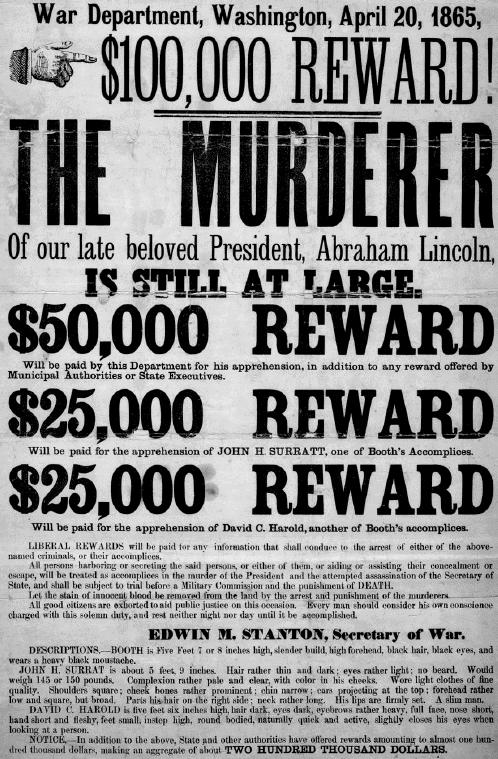 War Department, Washington, April 20, 1865,
$100,000 REWARD!
THE MURDERER
Of our late beloved President, Abraham Lincoln,
IS STILL AT LARGE.
$50,000 REWARD
Will be paid by this Department for his apprehension, in addition to any reward offered by
Municipal Authorities or State Executives.
$25,000 REWARD
Will be paid for the apprehension of JOHN H. SURRATT, one of Booth's Accomplices.
$25,000 REWARD
Will be paid for the apprehension of David C. Harold, another of Booth's accomplices.
LIBERAL REWARDS will be paid for any information that shall conduce to the arrest of either of the above-
named criminals, or their accomplices.
All persons harboring or secreting the said persons, or either of them, or aiding or assisting their concealment or
escape, will be treated as accomplices in the murder of the President and the attempted assassination of the Secretary of
State, and shall be subject to trial before a Military Commission and the punishment of DEATH.
Let the stain of innocent blood be removed from the land by the arrest and punishment of the murderers.
All good citizens are exhorted to aid public justice on this occasion. Every man should consider his own conscience
charged with this solemn duty, and rest neither night nor day until it be accomplished.
EDWIN M. STANTON, Secretary of War.
DESCRIPTIONS.—BOOTH is Five Feet 7 or 8 inches high, slender build, high forehead, black hair, black eyes, and
wears a heavy black moustache.
JOHN H. SURRAT is about 5 feet, 9 inches. Hair rather thin and dark; eyes rather light; no beard. Would
weigh 145 or 150 pounds. Complexion rather pale and clear, with color in his cheeks. Wore light clothes of fine
quality. Shoulders square; cheek bones rather prominent; chin narrow; ears projecting at the top; forehead rather
low and square, but broad. Parts his hair on the right side; neck rather long. His lips are firmly set. A slim man.
DAVID C. HAROLD is five feet six inches high, hair dark, eyes dark, eyebrows rather heavy, full face, nose short,
hand short and fleshy, feet small, instep high, round bodied, naturally quick and active, slightly closes his eyes when
looking at a person.
NOTICE.—In addition to the above, State and other authorities have offered rewards amounting to almost one hun-
dred thousand dollars, making an aggregate of about TWO HUNDRED THOUSAND DOLLARS.